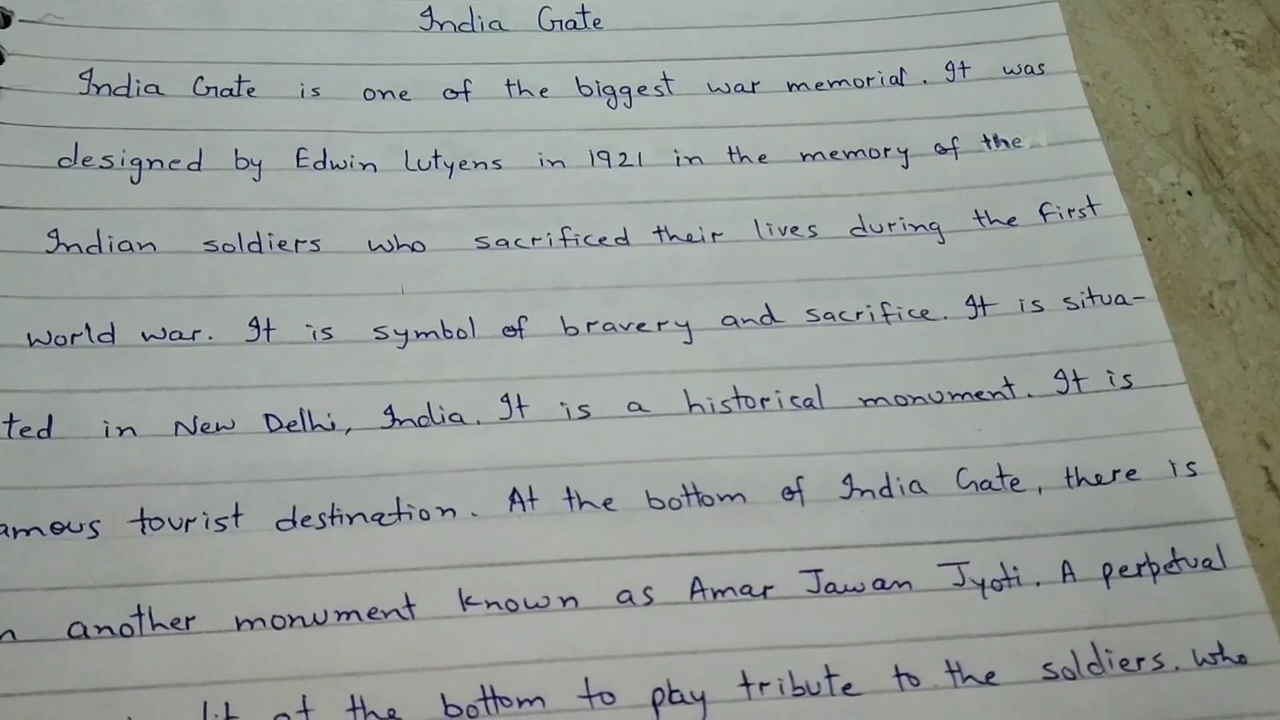 India Gate
India Gate is one of the biggest war memorial. It was
designed by Edwin Lutyens in 1921 in the memory of the
Indian soldiers who sacrificed their lives during the First
World war. It is symbol of bravery and sacrifice. It is situa-
ted in New Delhi, India. It is a historical monument. It is
amous tourist destination. At the bottom of India Gate, there is
n another monument known as Amar Jawan Jyoti. A perpetual
lit at the bottom to pay tribute to the soldiers. who